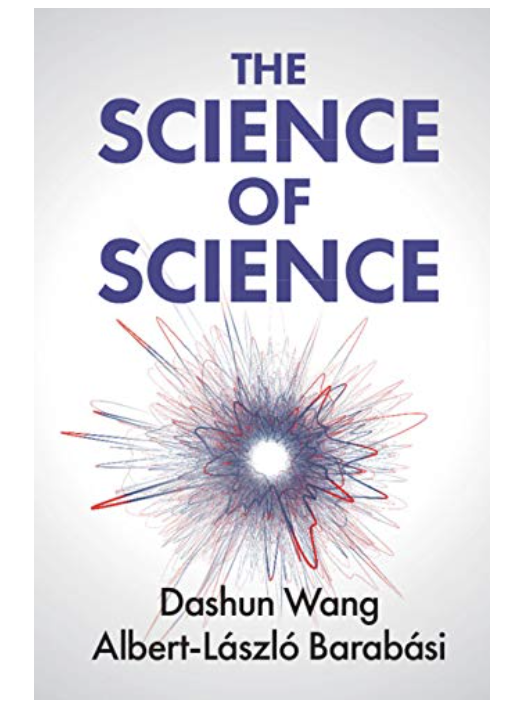 THE
SCIENCE
OF
SCIENCE
Dashun Wang
Albert-László Barabási